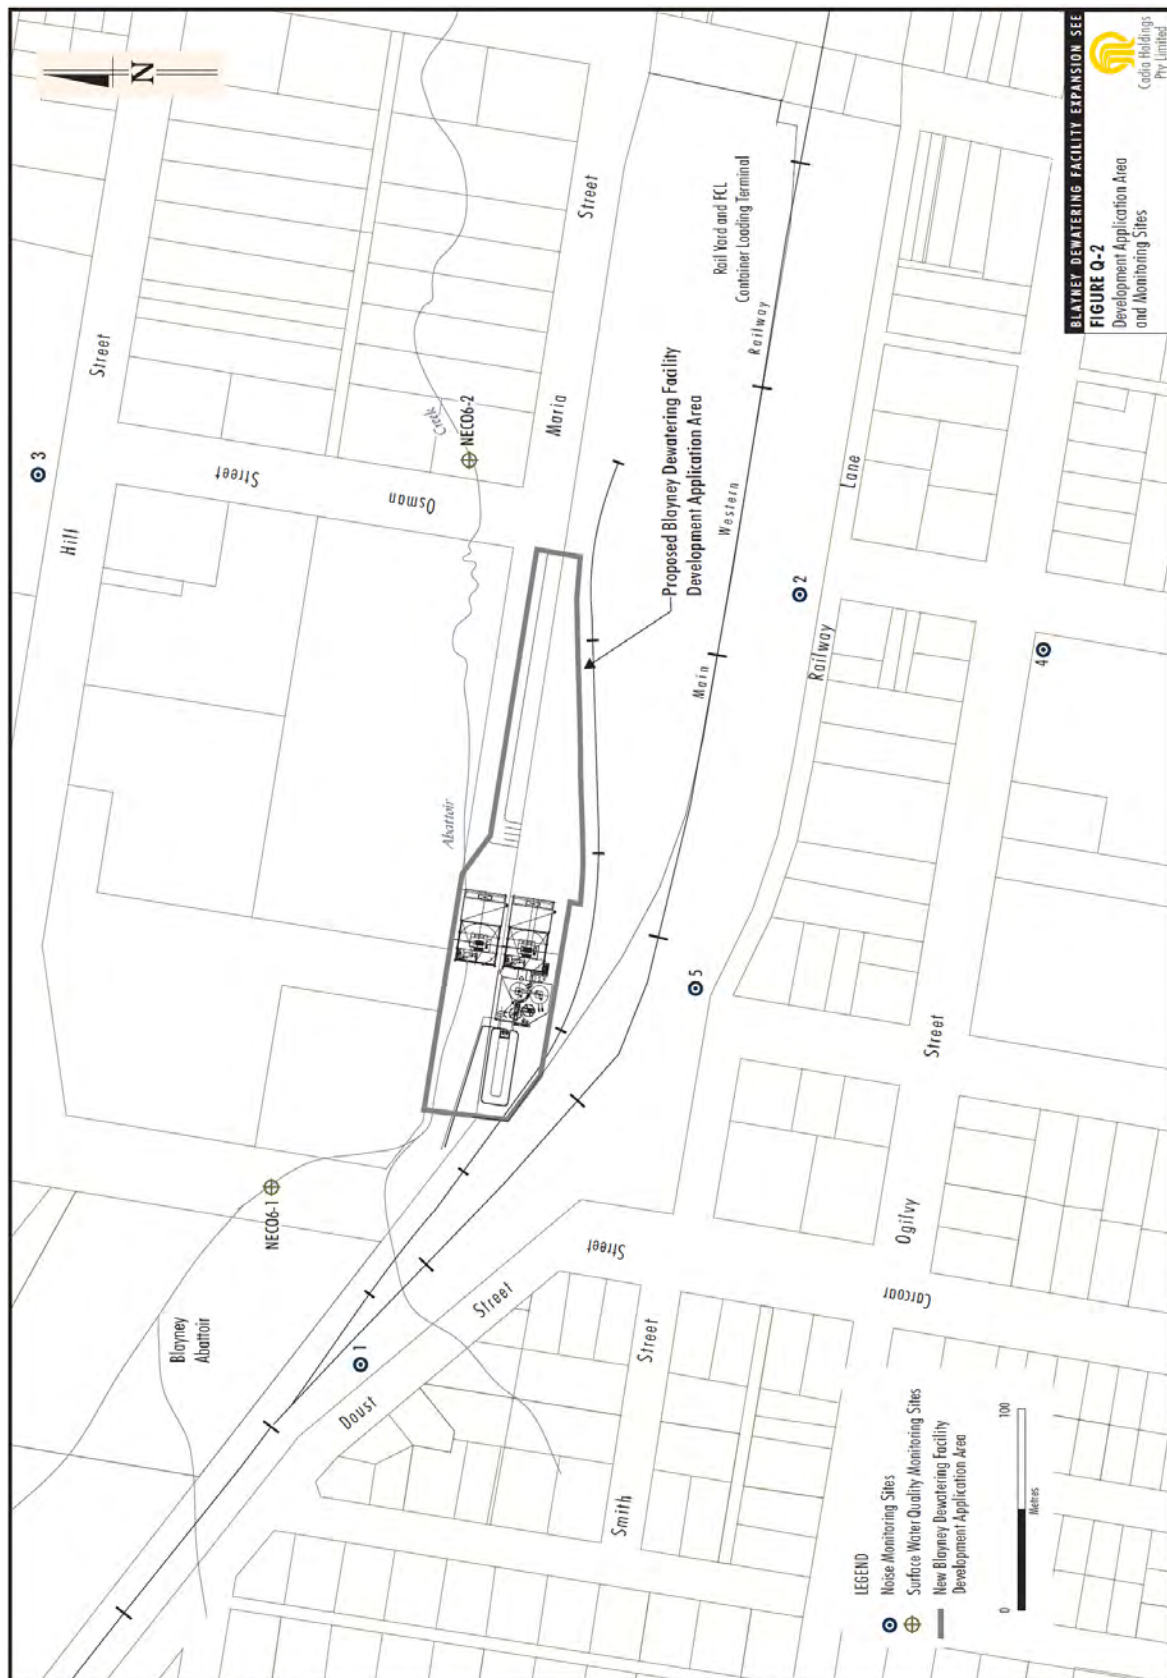 N
3
Hill
Street
Street
Osman
Creek
NECO6-2
Maria
Street
Abattoir
Proposed Blayney Dewatering Facility
Development Application Area
Rail Yard and FCL
Container Loading Terminal
Main
Western
Railway
NECO6-1
Blayney
Abattoir
1
5
2
4
Railway
Lane
Doust
Street
Street
Carcoar
Smith
Street
Ogilvy
Street
LEGEND
Noise Monitoring Sites
Surface Water Quality Monitoring Sites
New Blayney Dewatering Facility
Development Application Area
0
100
Metres
BLAYNEY DEWATERING FACILITY EXPANSION SEE
FIGURE Q-2
Development Application Area
and Monitoring Sites
Cadia Holdings
Pty Limited